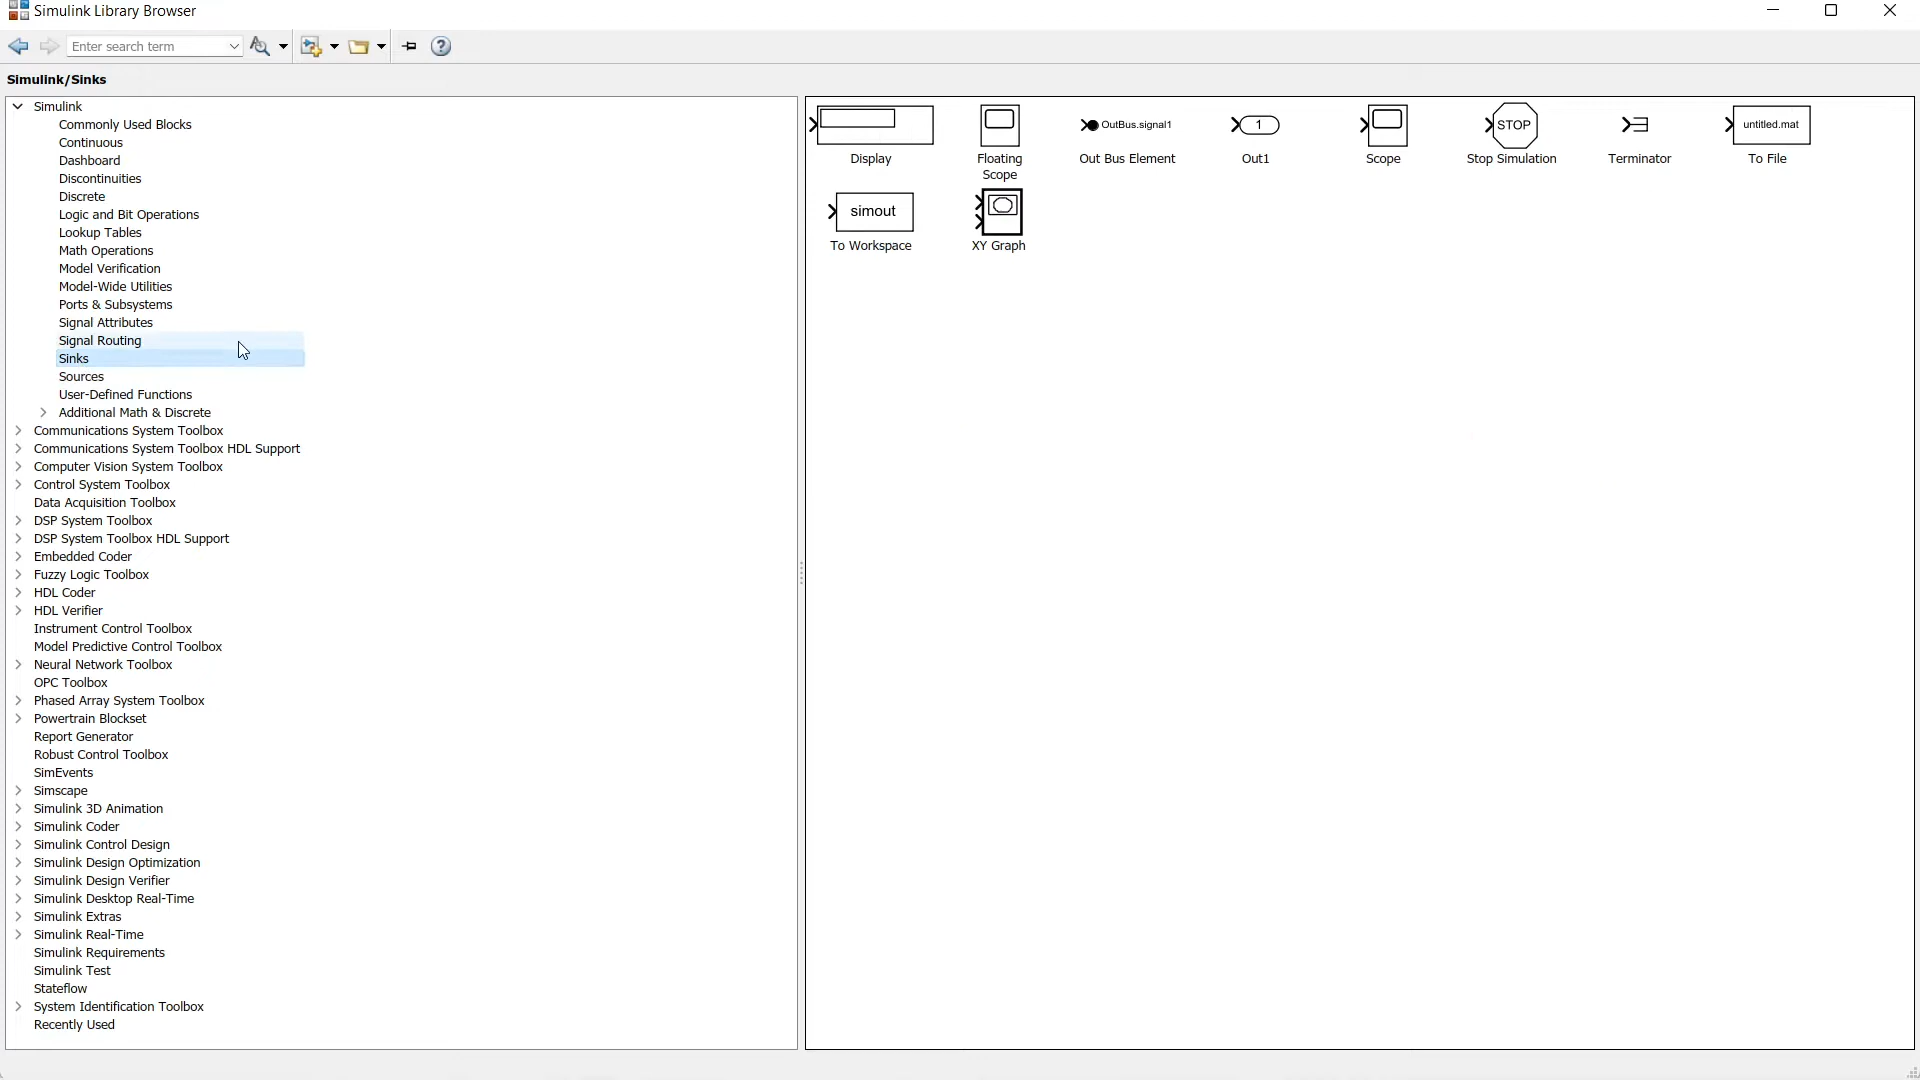 Simulink Library Browser
Enter search term
Simulink/Sinks
Simulink
Commonly Used Blocks
Continuous
Dashboard
Discontinuities
Discrete
Logic and Bit Operations
Lookup Tables
Math Operations
Model Verification
Model-Wide Utilities
Ports & Subsystems
Signal Attributes
Signal Routing
Sinks
Sources
User-Defined Functions
Additional Math & Discrete
Communications System Toolbox
Communications System Toolbox HDL Support
Computer Vision System Toolbox
Control System Toolbox
Data Acquisition Toolbox
DSP System Toolbox
DSP System Toolbox HDL Support
Embedded Coder
Fuzzy Logic Toolbox
HDL Coder
HDL Verifier
Instrument Control Toolbox
Model Predictive Control Toolbox
Neural Network Toolbox
OPC Toolbox
Phased Array System Toolbox
Powertrain Blockset
Report Generator
Robust Control Toolbox
SimEvents
Simscape
Simulink 3D Animation
Simulink Coder
Simulink Control Design
Simulink Design Optimization
Simulink Design Verifier
Simulink Desktop Real-Time
Simulink Extras
Simulink Real-Time
Simulink Requirements
Simulink Test
Stateflow
System Identification Toolbox
Recently Used
OutBus.signal1
1
STOP
untitled.mat
Display
Floating
Scope
Out Bus Element
Out1
Scope
Stop Simulation
Terminator
To File
simout
To Workspace
XY Graph